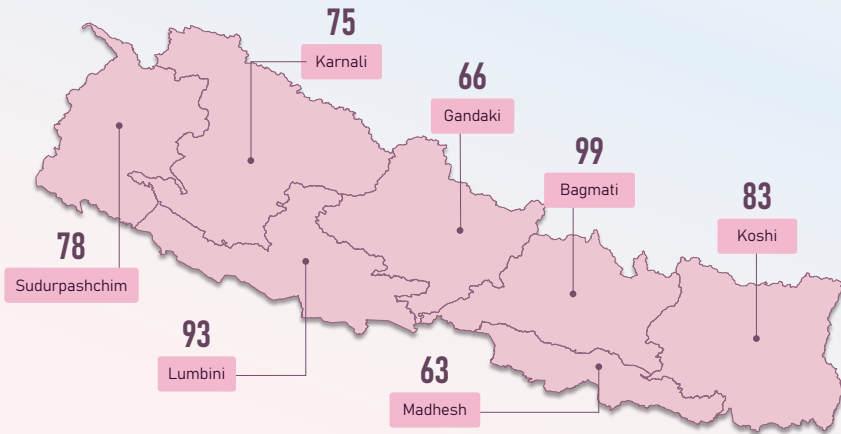 75
Karnali
66
Gandaki
99
Bagmati
83
Koshi
78
Sudurpashchim
93
Lumbini
63
Madhesh